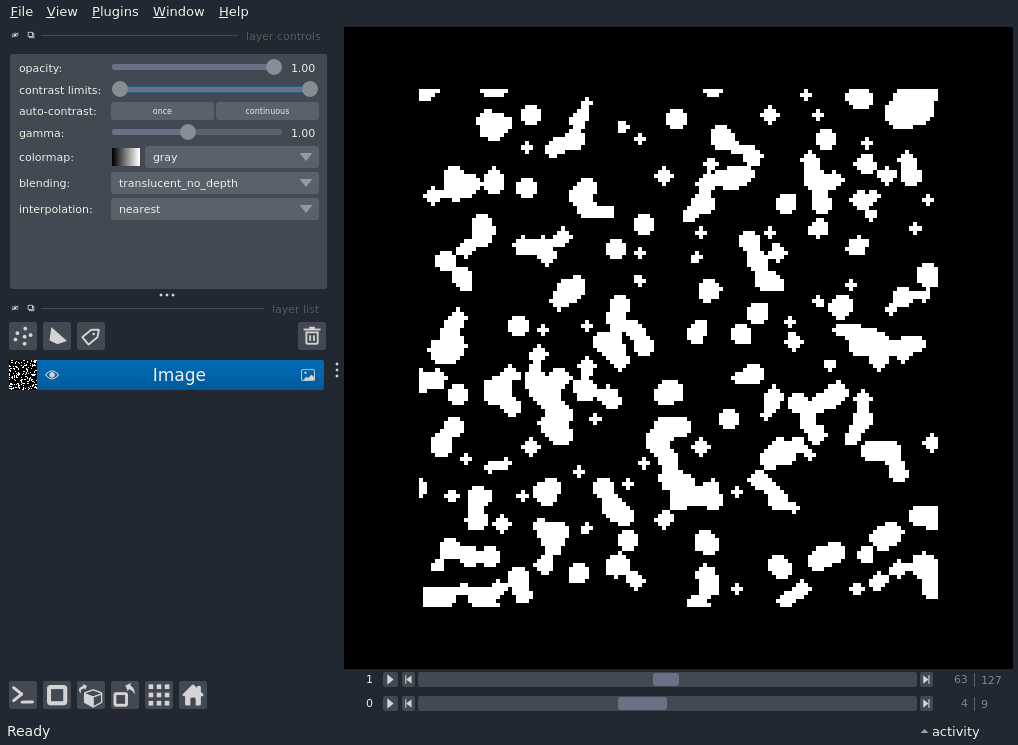 File View Plugins Window Help
layer controls
opacity: 1.00
contrast limits:
auto-contrast: once continuous
gamma: 1.00
colormap: gray
blending: translucent_no_depth
interpolation: nearest
layer list
Image
1 63 | 127
0 4 | 9
Ready activity